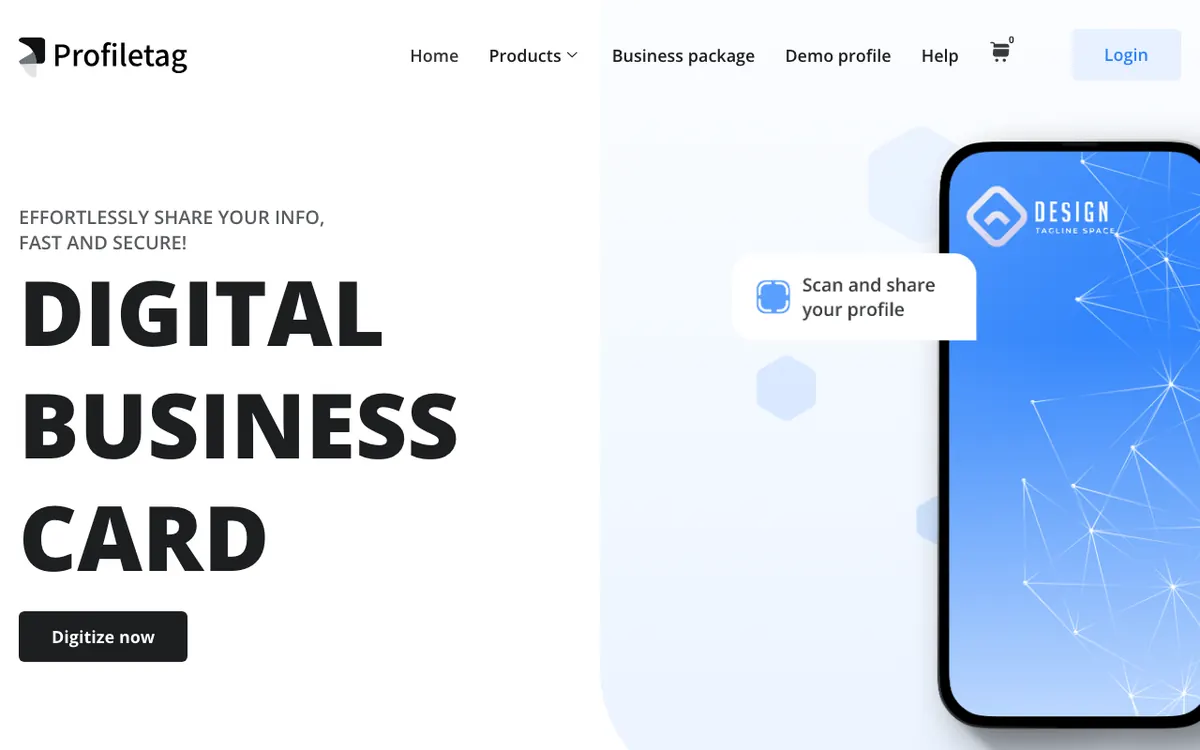 Profiletag
Home
Products
Business package
Demo profile
Help
0
Login
EFFORTLESSLY SHARE YOUR INFO,
FAST AND SECURE!
DIGITAL
BUSINESS
CARD
Digitize now
Scan and share
your profile
DESIGN
TAGLINE SPACE